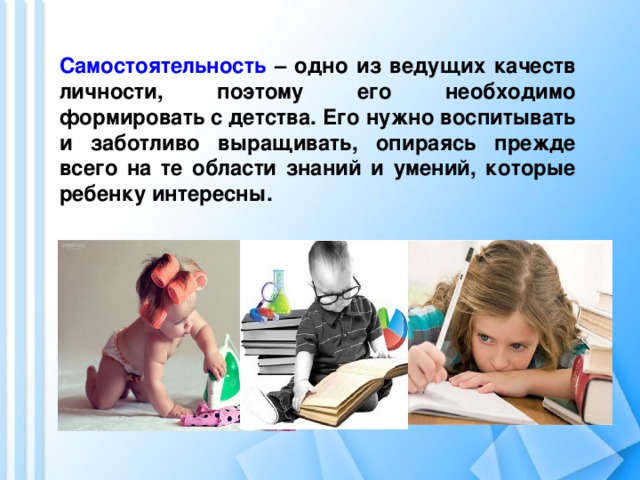 Самостоятельность – одно из ведущих качеств
личности, поэтому его необходимо
формировать с детства. Его нужно воспитывать
и заботливо выращивать, опираясь прежде
всего на те области знаний и умений, которые
ребенку интересны.